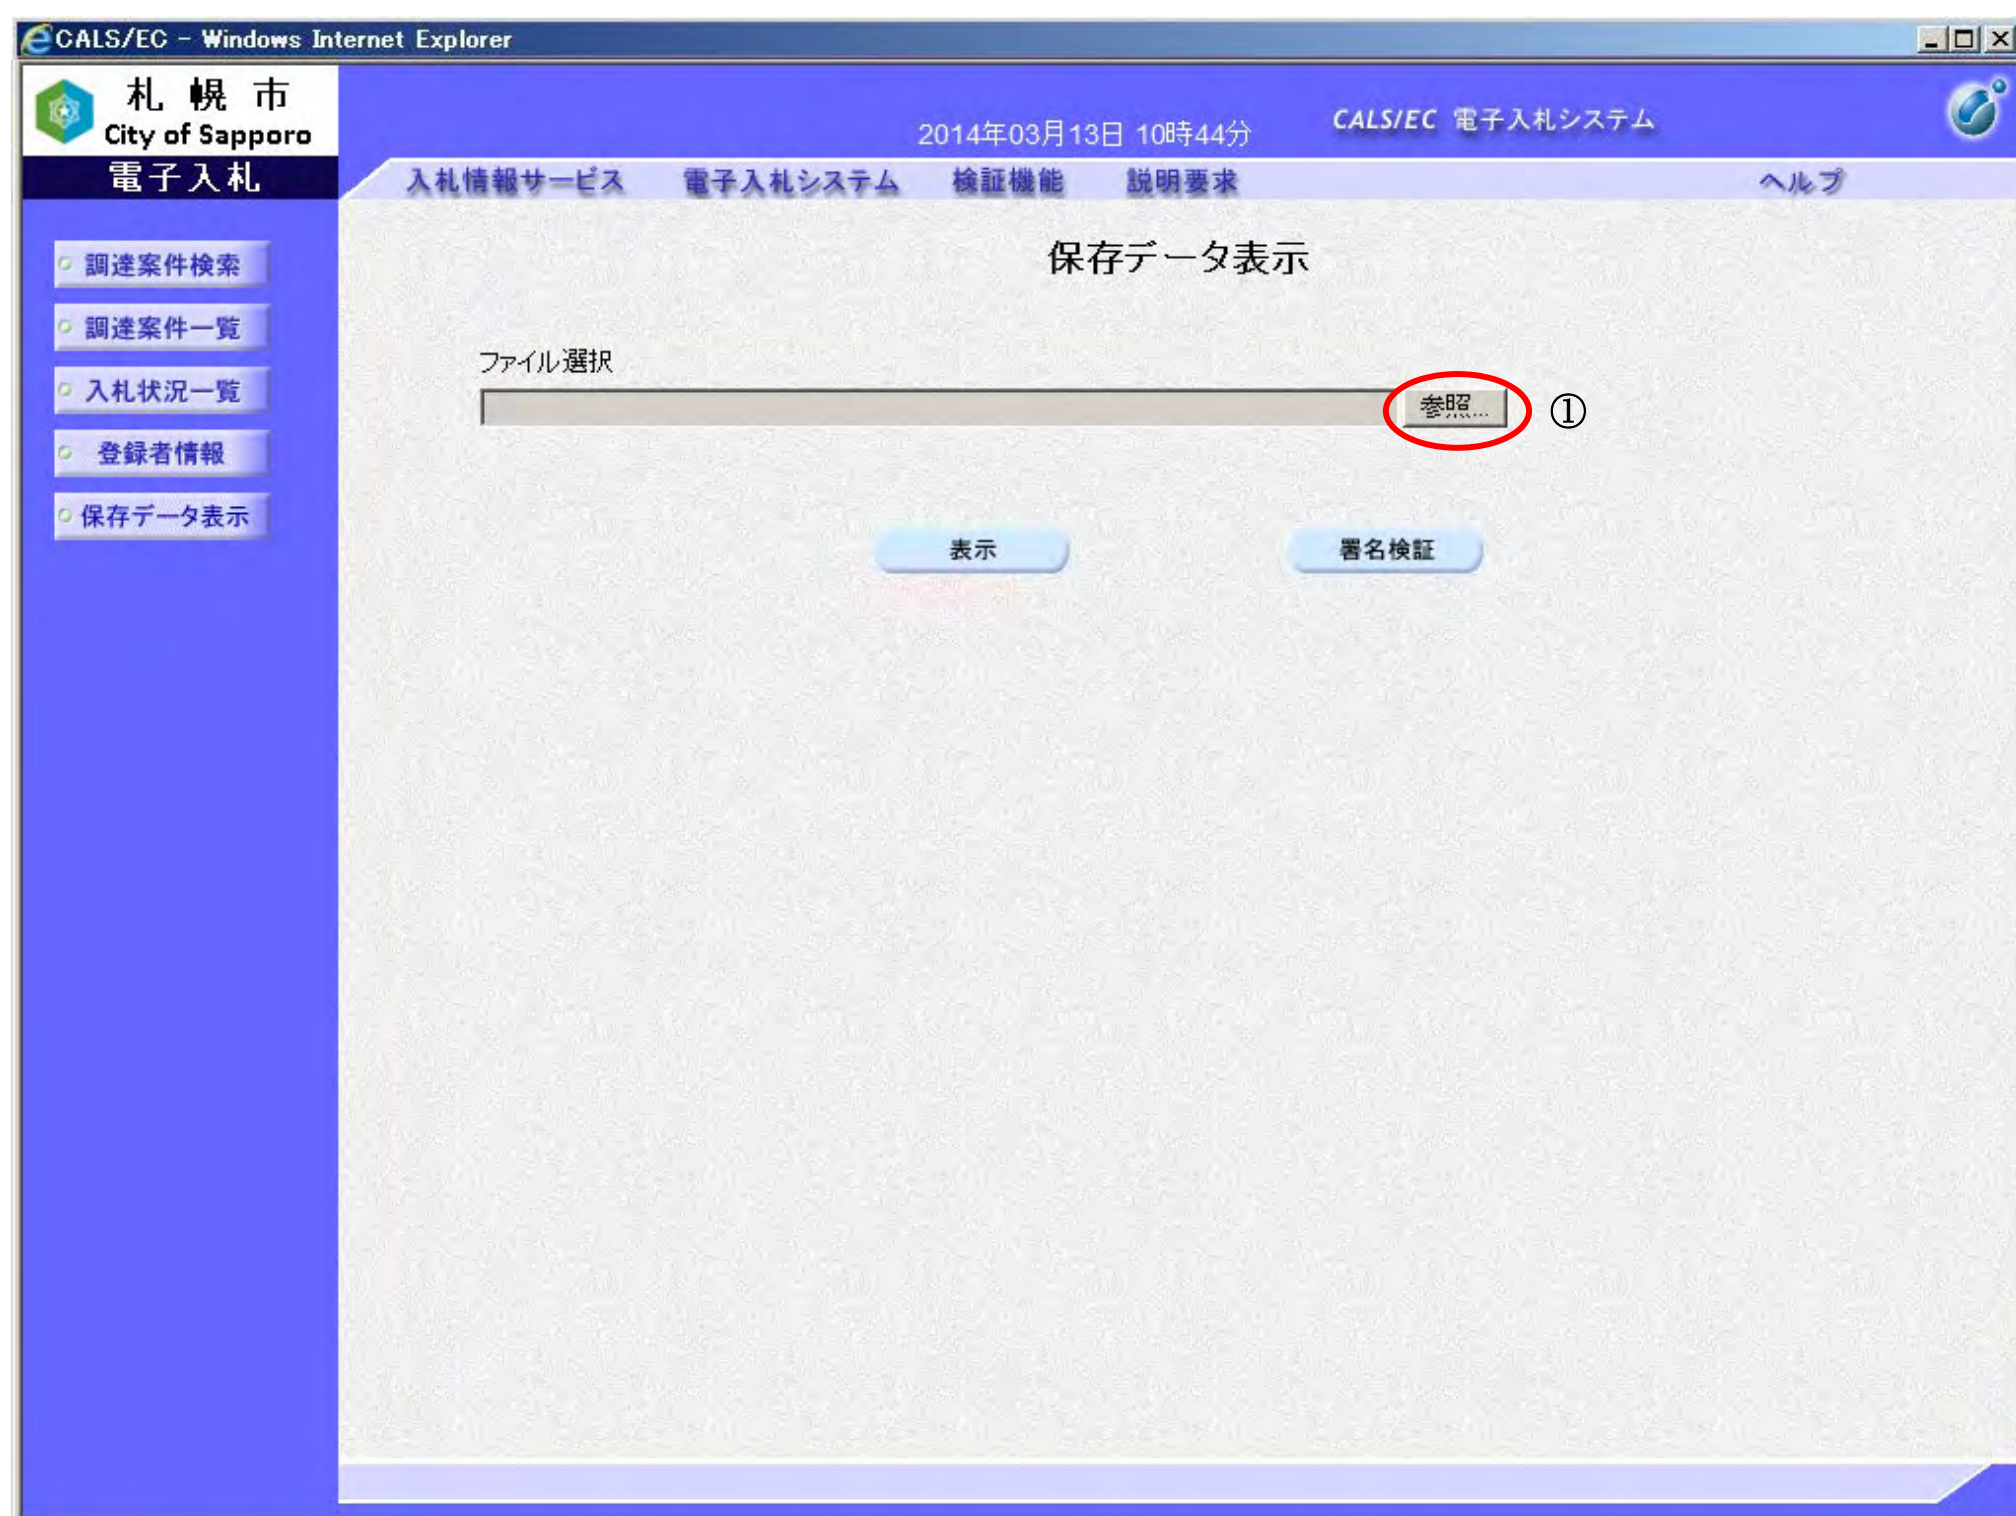 CALS/EC - Windows Internet Explorer
札幌市
City of Sapporo
2014年03月13日 10時44分
CALS/EC 電子入札システム
電子入札
入札情報サービス 電子入札システム 検証機能 説明要求 ヘルプ
調達案件検索
調達案件一覧
入札状況一覧
登録者情報
保存データ表示
保存データ表示
ファイル選択
参照... ①
表示 署名検証